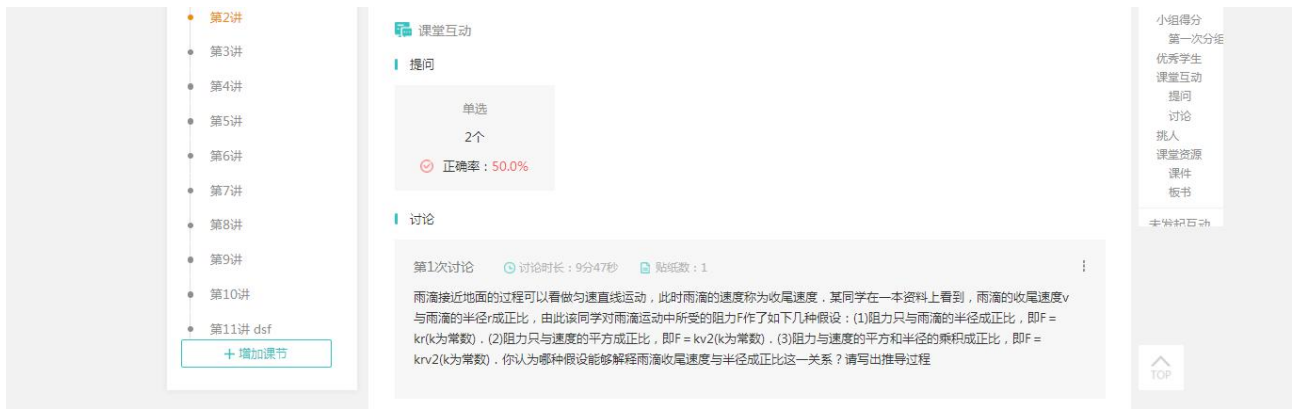 第2讲
第3讲
第4讲
第5讲
第6讲
第7讲
第8讲
第9讲
第10讲
第11讲 dsf
+ 增加课节
课堂互动
提问
单选
2个
正确率：50.0%
讨论
第1次讨论 讨论时长：9分47秒 贴纸数：1
雨滴接近地面的过程可以看做匀速直线运动，此时雨滴的速度称为收尾速度．某同学在一本资料上看到，雨滴的收尾速度v
与雨滴的半径r成正比，由此该同学对雨滴运动中所受的阻力F作了如下几种假设：(1)阻力只与雨滴的半径成正比，即F =
kr(k为常数)．(2)阻力只与速度的平方成正比，即F = kv2(k为常数)．(3)阻力与速度的平方和半径的乘积成正比，即F =
krv2(k为常数)．你认为哪种假设能够解释雨滴收尾速度与半径成正比这一关系？请写出推导过程
小组得分
第一次分组
优秀学生
课堂互动
提问
讨论
挑人
课堂资源
课件
板书
未发起互动
TOP